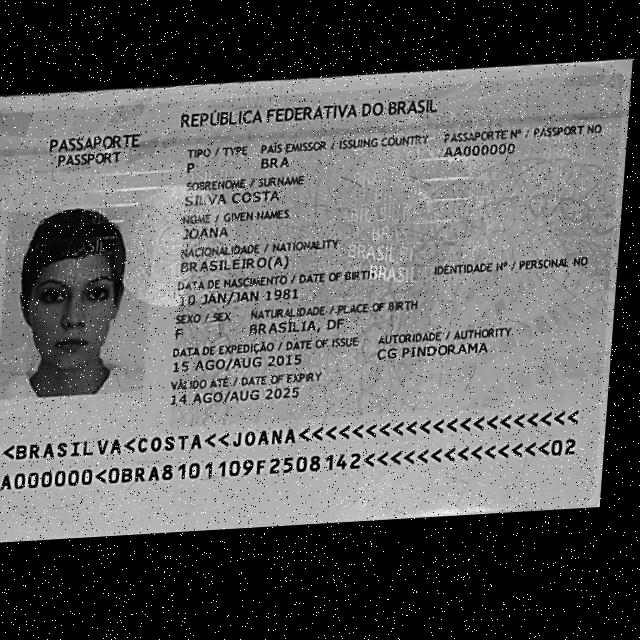 REPÚBLICA FEDERATIVA DO BRASIL
PASSAPORTE
PASSPORT
TIPO / TYPE PAÍS EMISSOR / ISSUING COUNTRY PASSAPORTE Nº / PASSPORT NO
P BRA AA000000
SOBRENOME / SURNAME
SILVA COSTA
NOME / GIVEN NAMES
JOANA
NACIONALIDADE / NATIONALITY
BRASILEIRO(A)
BRASIL
DATA DE NASCIMENTO / DATE OF BIRTH IDENTIDADE Nº / PERSONAL NO
BRASIL
10 JAN/JAN 1981
SEXO / SEX NATURALIDADE / PLACE OF BIRTH
F BRASÍLIA, DF
DATA DE EXPEDIÇÃO / DATE OF ISSUE AUTORIDADE / AUTHORITY
15 AGO/AUG 2015 CG PINDORAMA
VÁLIDO ATÉ / DATE OF EXPIRY
14 AGO/AUG 2025
<BRASILVA<COSTA<<JOANA<<<<<<<<<<<<<<<<<<<<<
A000000<0BRA8101109F2508142<<<<<<<<<<<<<<02